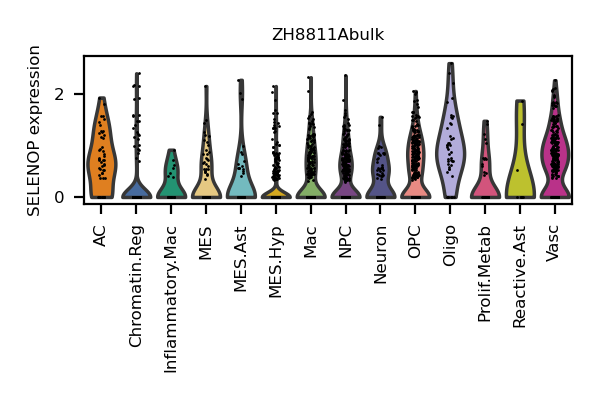 ZH8811Abulk
SELENOP expression
2
0
AC
Chromatin.Reg
Inflammatory.Mac
MES
MES.Ast
MES.Hyp
Mac
NPC
Neuron
OPC
Oligo
Prolif.Metab
Reactive.Ast
Vasc